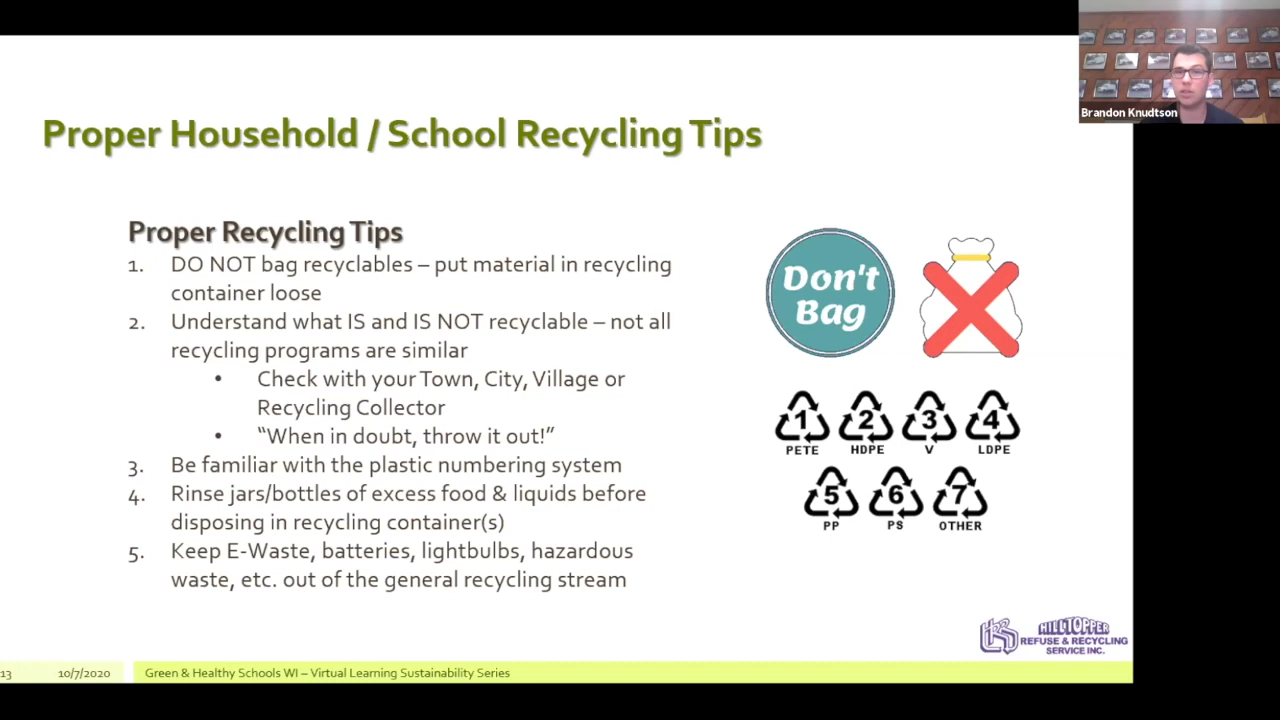 Brandon Knudtson
Proper Household / School Recycling Tips
Proper Recycling Tips
1. DO NOT bag recyclables – put material in recycling
container loose
2. Understand what IS and IS NOT recyclable – not all
recycling programs are similar
• Check with your Town, City, Village or
Recycling Collector
• “When in doubt, throw it out!”
3. Be familiar with the plastic numbering system
4. Rinse jars/bottles of excess food & liquids before
disposing in recycling container(s)
5. Keep E-Waste, batteries, lightbulbs, hazardous
waste, etc. out of the general recycling stream
Don't
Bag
1 2 3 4
PETE HDPE V LDPE
5 6 7
PP PS OTHER
HILLTOPPER
REFUSE & RECYCLING
SERVICE INC.
13 10/7/2020 Green & Healthy Schools WI – Virtual Learning Sustainability Series